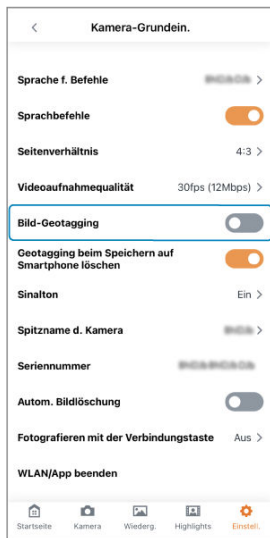 Kamera-Grundein.
Sprache f. Befehle
Sprachbefehle
Seitenverhältnis 4:3
Videoaufnahmequalität 30fps (12Mbps)
Bild-Geotagging
Geotagging beim Speichern auf
Smartphone löschen
Sinalton Ein
Spitzname d. Kamera
Seriennummer
Autom. Bildlöschung
Fotografieren mit der Verbindungstaste Aus
WLAN/App beenden
Startseite Kamera Wiederg. Highlights Einstell.